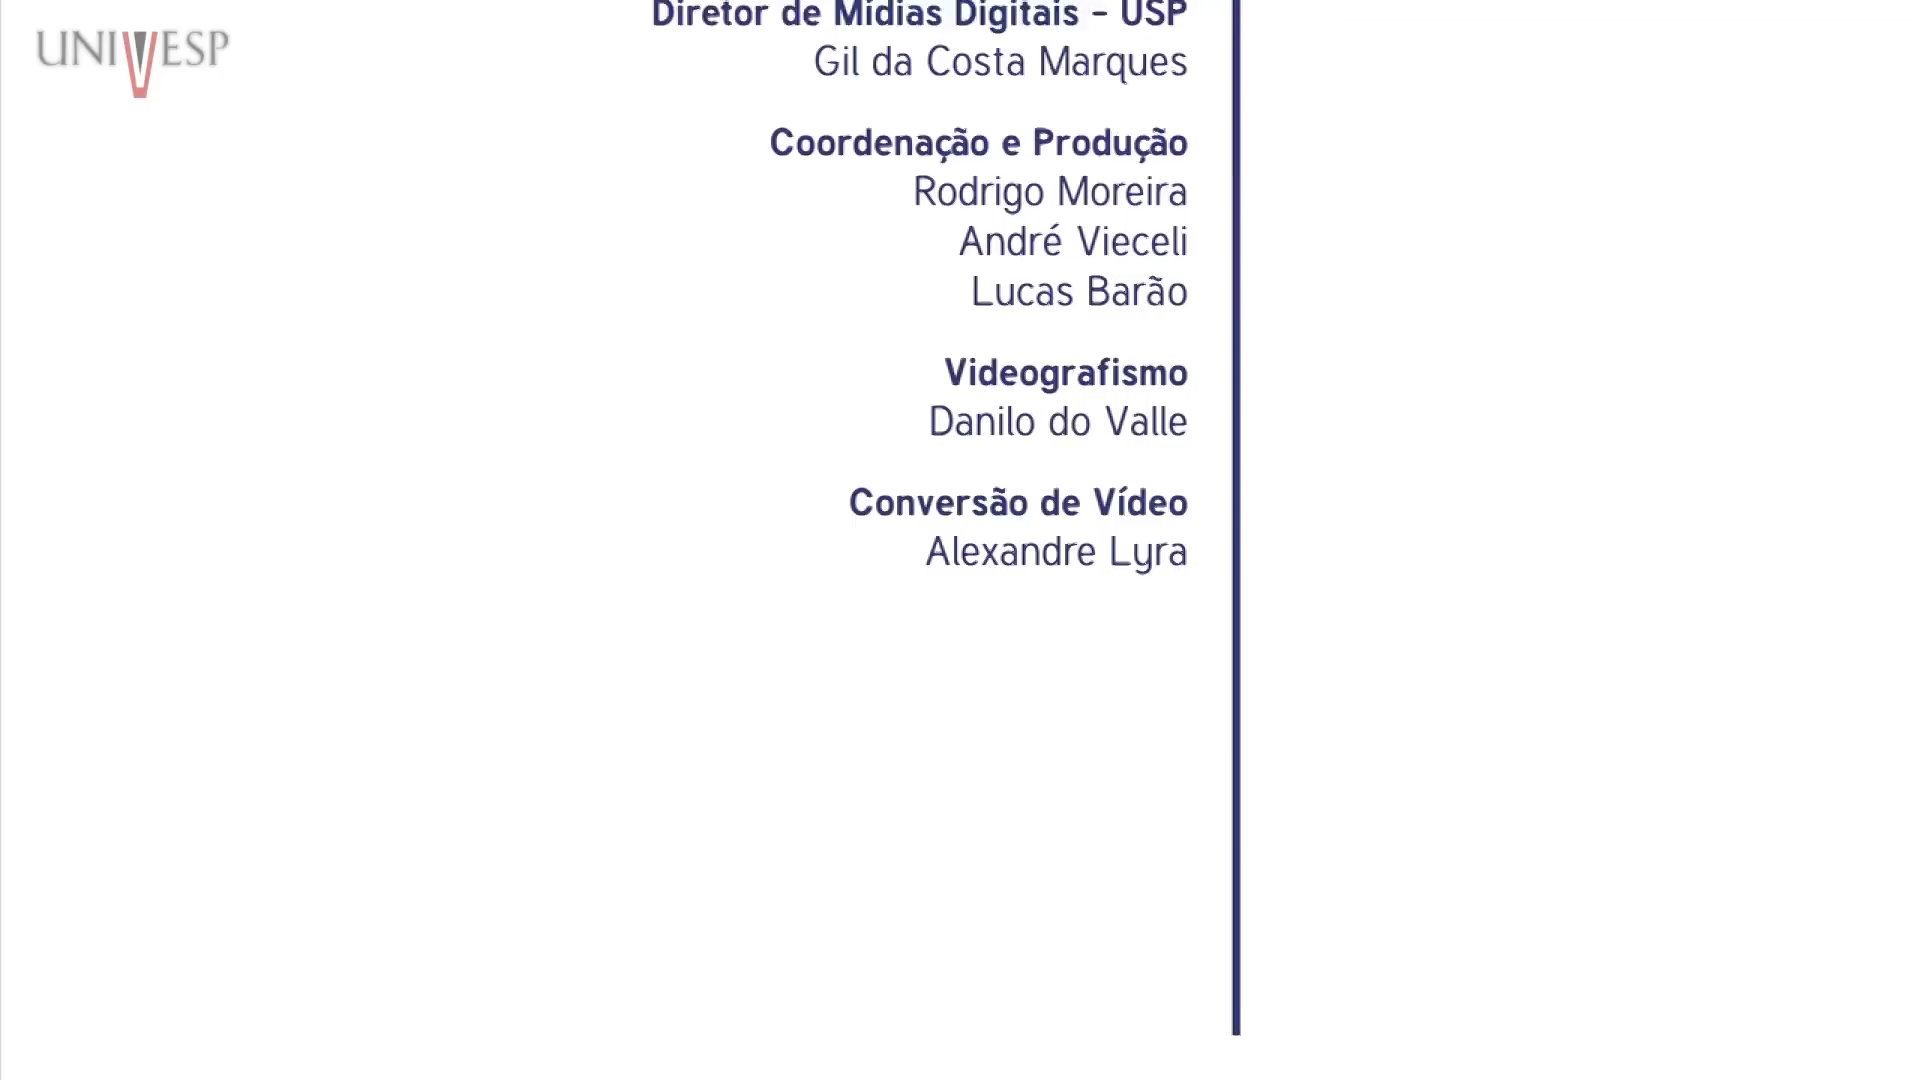 UNIVESP
Diretor de Mídias Digitais – USP
Gil da Costa Marques
Coordenação e Produção
Rodrigo Moreira
André Vieceli
Lucas Barão
Videografismo
Danilo do Valle
Conversão de Vídeo
Alexandre Lyra